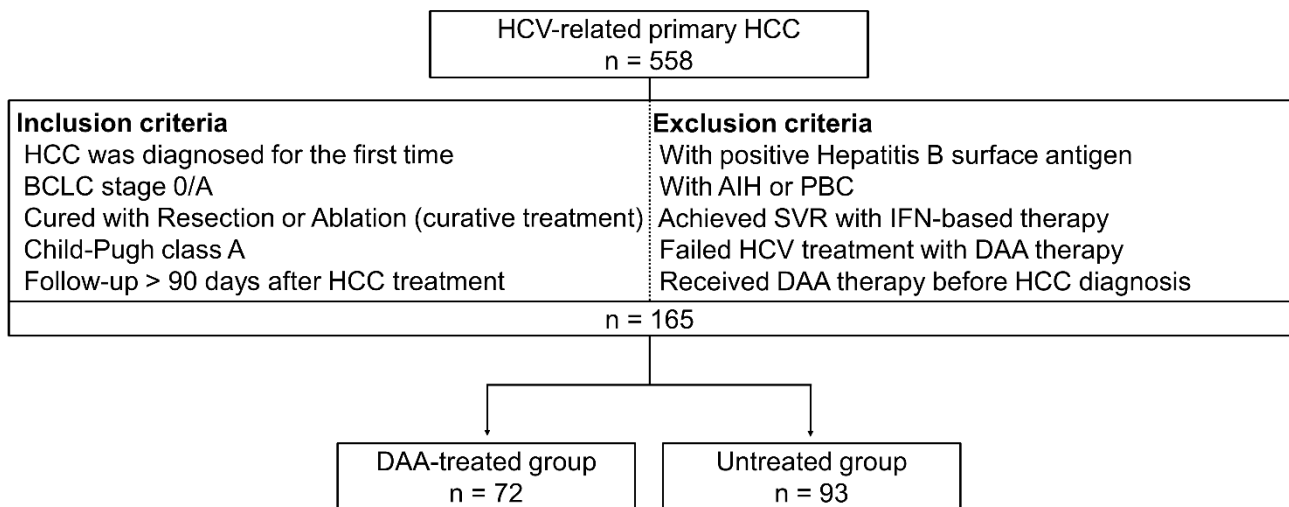 HCV-related primary HCC
n = 558
Inclusion criteria
HCC was diagnosed for the first time
BCLC stage 0/A
Cured with Resection or Ablation (curative treatment)
Child-Pugh class A
Follow-up > 90 days after HCC treatment
Exclusion criteria
With positive Hepatitis B surface antigen
With AIH or PBC
Achieved SVR with IFN-based therapy
Failed HCV treatment with DAA therapy
Received DAA therapy before HCC diagnosis
n = 165
DAA-treated group
n = 72
Untreated group
n = 93